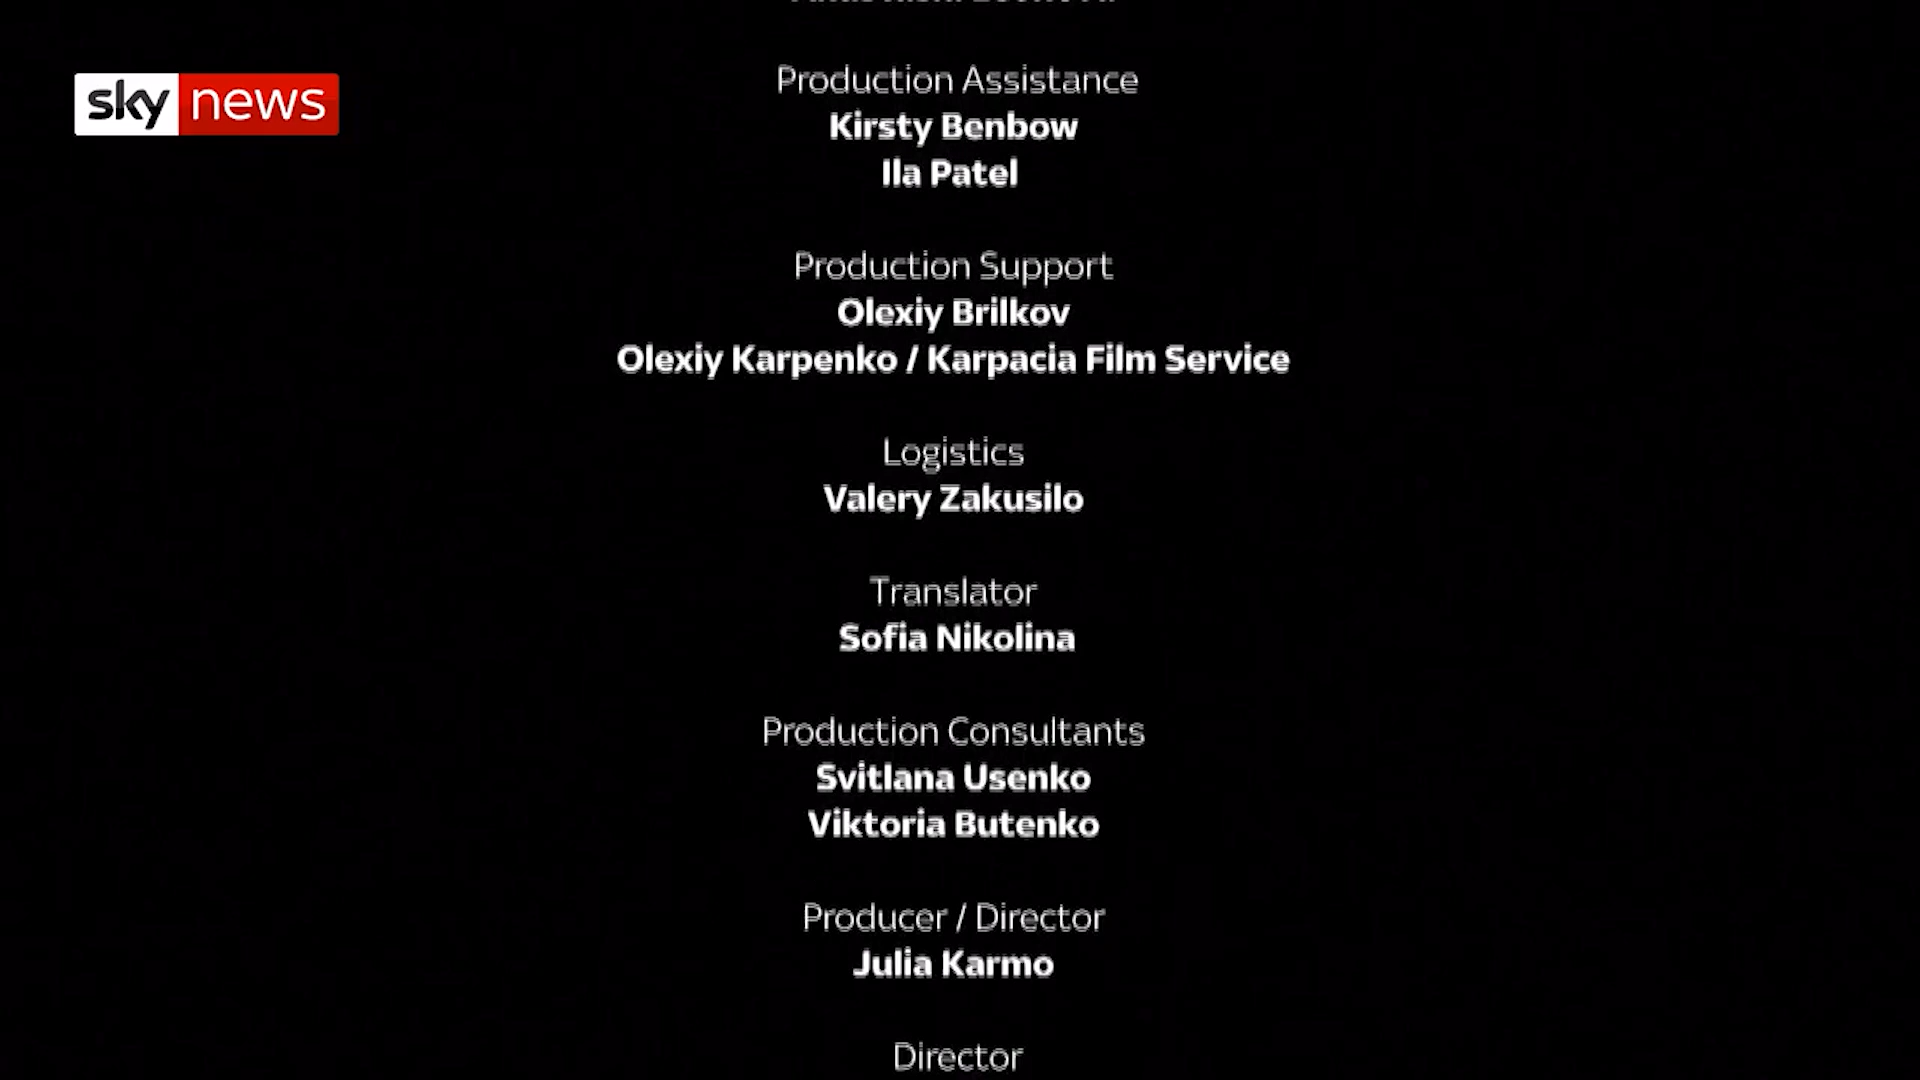 sky news
Production Assistance
Kirsty Benbow
Ila Patel
Production Support
Olexiy Brilkov
Olexiy Karpenko / Karpacia Film Service
Logistics
Valery Zakusilo
Translator
Sofia Nikolina
Production Consultants
Svitlana Usenko
Viktoria Butenko
Producer / Director
Julia Karmo
Director